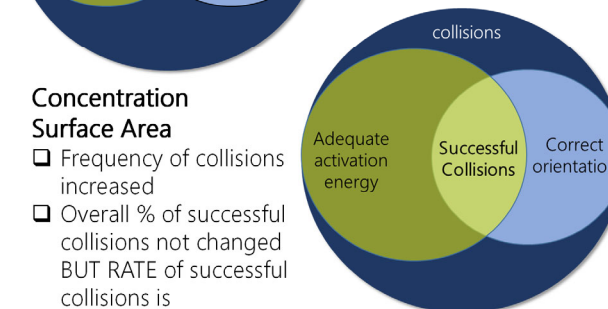 collisions
Concentration
Surface Area
❑ Frequency of collisions
increased
❑ Overall % of successful
collisions not changed
BUT RATE of successful
collisions is
Adequate
activation
energy
Successful
Collisions
Correct
orientatio